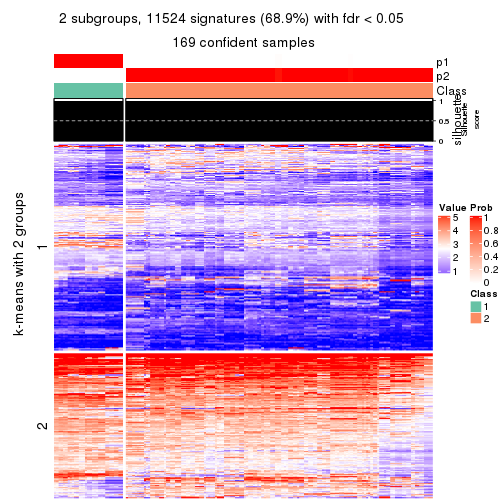 2 subgroups, 11524 signatures (68.9%) with fdr < 0.05
169 confident samples
p1
p2
Class
1
0.5
0
silhouette
Silhouette
score
k-means with 2 groups
1
2
Value Prob
5
4
3
2
1
1
0.8
0.6
0.4
0.2
0
Class
1
2